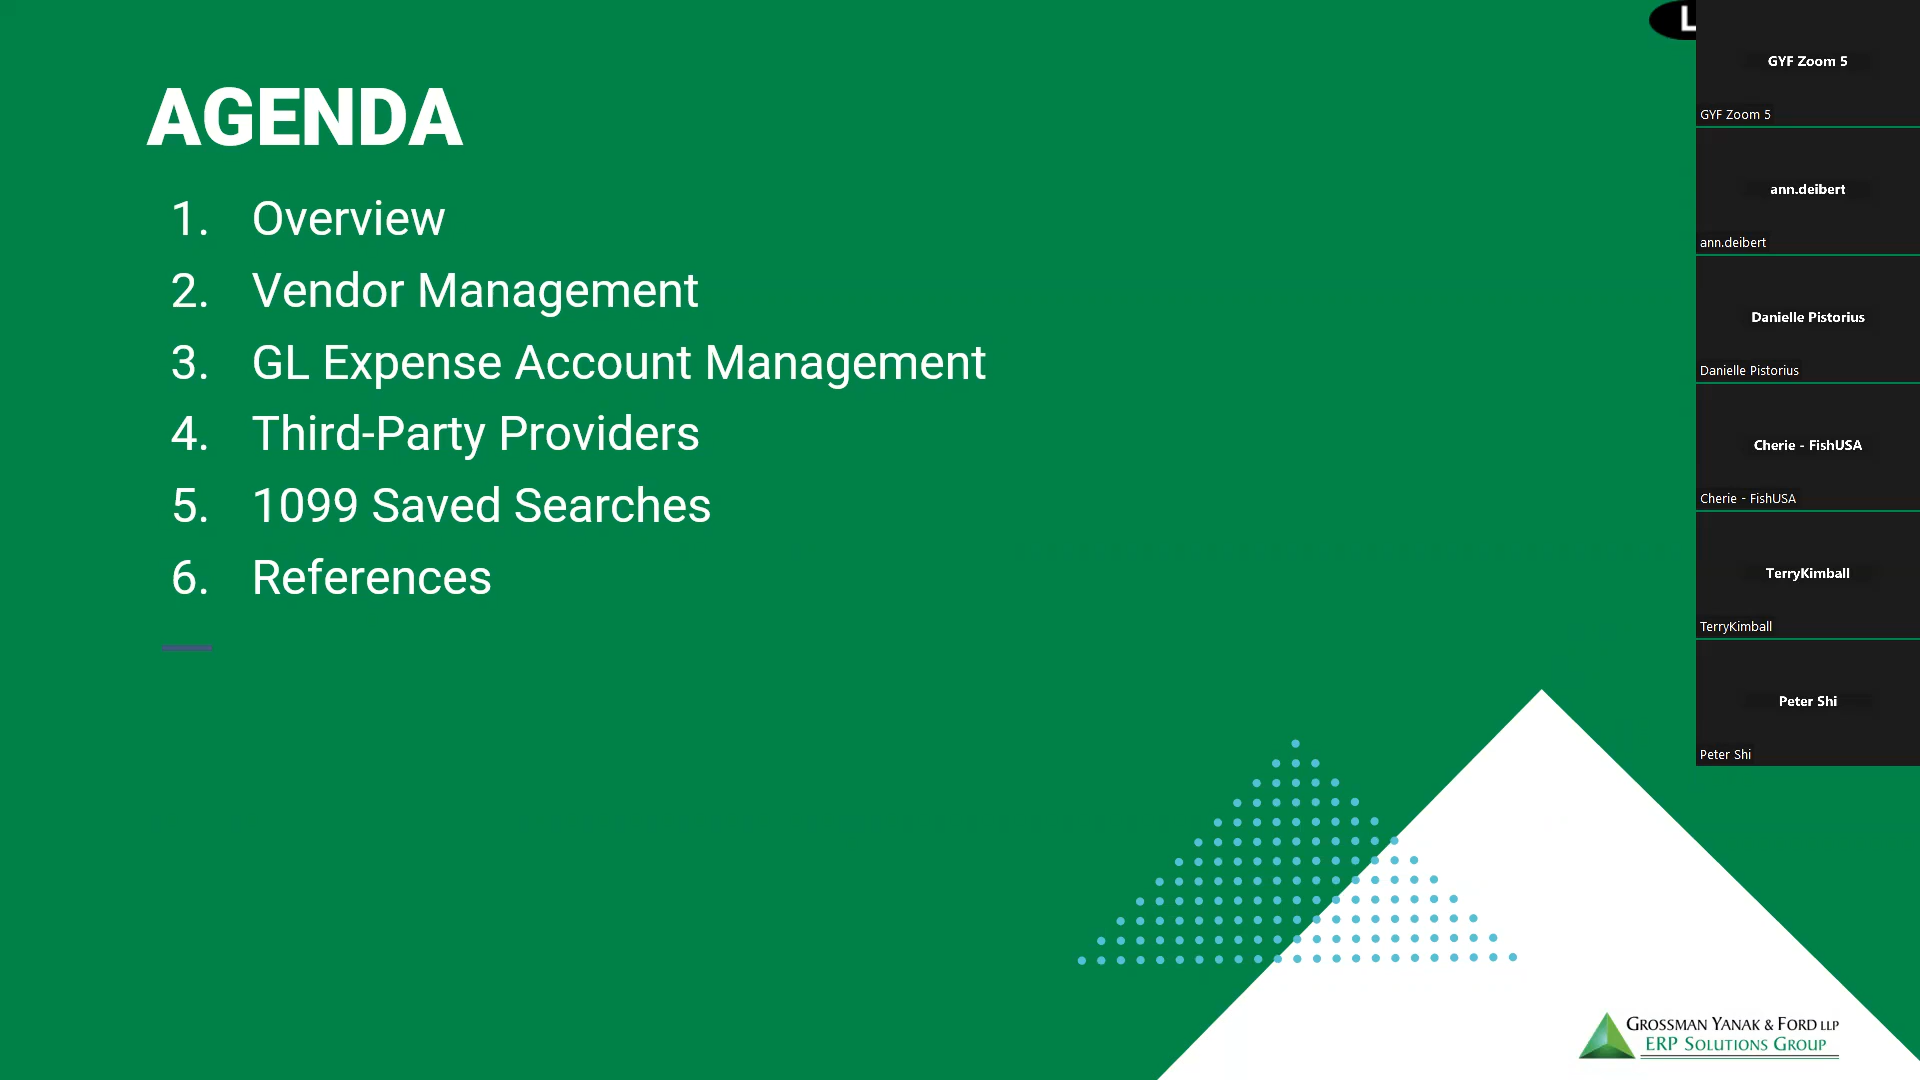 AGENDA
1. Overview
2. Vendor Management
3. GL Expense Account Management
4. Third-Party Providers
5. 1099 Saved Searches
6. References
L
GYF Zoom 5
GYF Zoom 5
ann.deibert
ann.deibert
Danielle Pistorius
Danielle Pistorius
Cherie - FishUSA
Cherie - FishUSA
TerryKimball
TerryKimball
Peter Shi
Peter Shi
GROSSMAN YANAK & FORD LLP
ERP SOLUTIONS GROUP